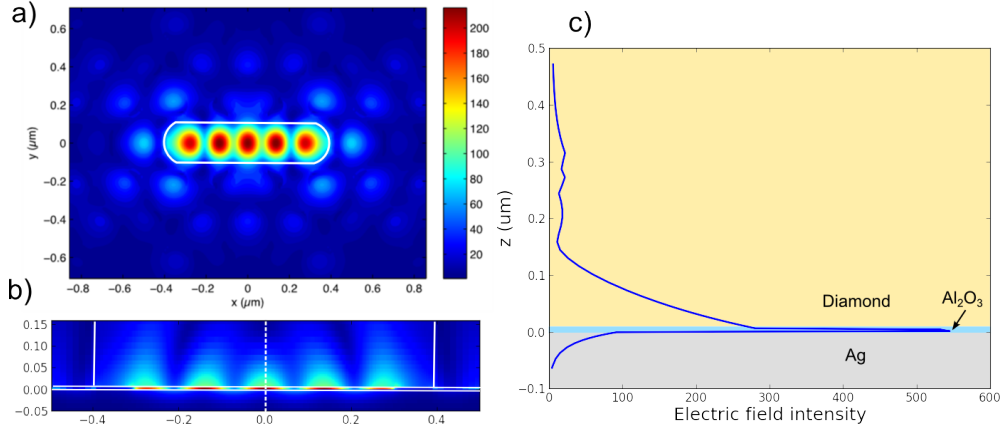 a)
0.6
0.4
0.2
0
−0.2
−0.4
−0.6
y (μm)
−0.8 −0.6 −0.4 −0.2 0 0.2 0.4 0.6 0.8
x (μm)
200
180
160
140
120
100
80
60
40
20
b)
0.15
0.10
0.05
0.00
−0.05
−0.4 −0.2 0.0 0.2 0.4
c)
0.5
0.4
0.3
0.2
0.1
0.0
−0.1
z (um)
Diamond
Al₂O₃
Ag
0 100 200 300 400 500 600
Electric field intensity